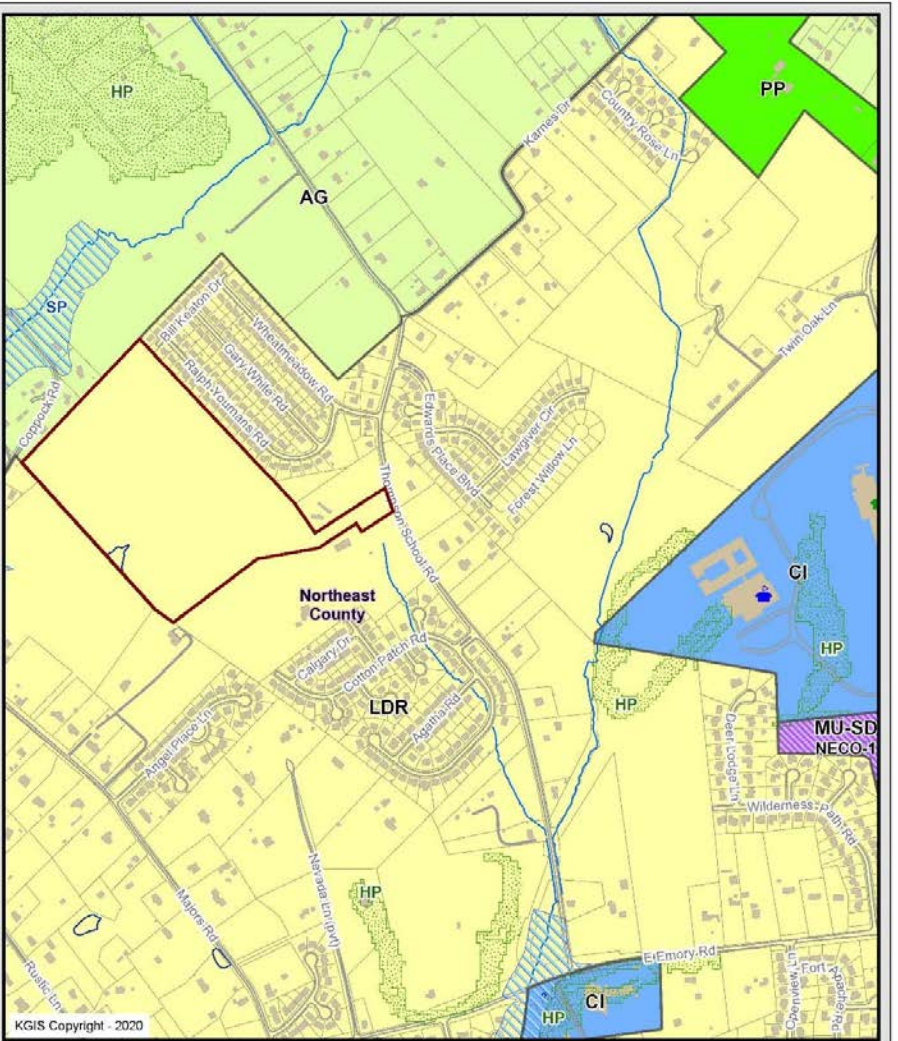 HP
Country Rose Ln
PP
Karnes Dr
AG
SP
Bill Keaton Dr
Wheatmeadow Rd
Gary White Rd
Ralph Youmans Rd
Coppock Rd
Twin Oak Ln
Edwards Place Blvd
Lawgiver Cir
Forest Willow Ln
Thompson School Rd
CI
Northeast
County
Calgary Dr
Cotton Patch Rd
HP
LDR
Agatha Rd
HP
Angel Place Ln
Deer Lodge Ln
MU-SD
NECO-1
Wilderness Path Rd
HP
Nevada Ln (pvt)
Majors Rd
E Emory Rd
Rustic Ln
Openview Ln
Fort Apache Rd
CI
HP
KGIS Copyright - 2020